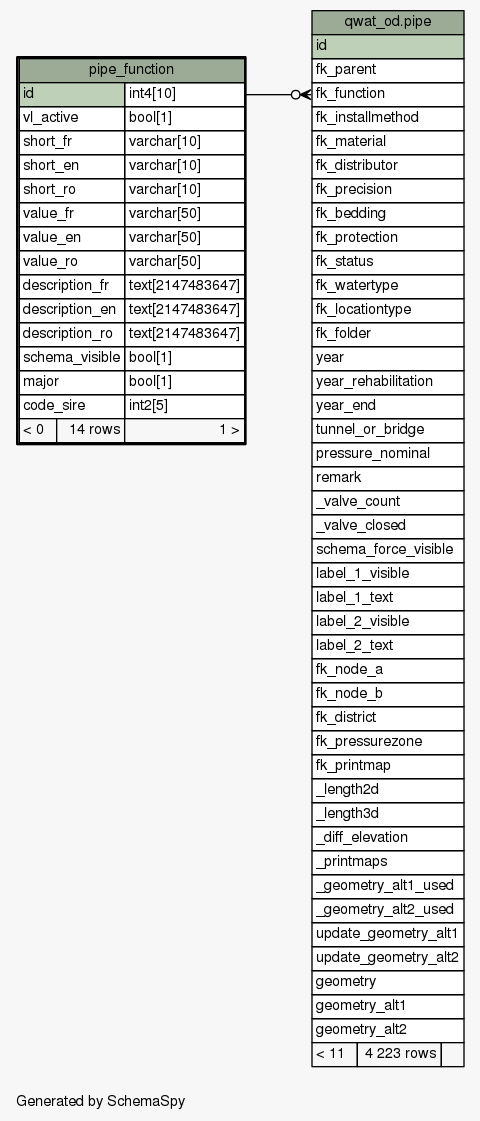 pipe_function
id int4[10]
vl_active bool[1]
short_fr varchar[10]
short_en varchar[10]
short_ro varchar[10]
value_fr varchar[50]
value_en varchar[50]
value_ro varchar[50]
description_fr text[2147483647]
description_en text[2147483647]
description_ro text[2147483647]
schema_visible bool[1]
major bool[1]
code_sire int2[5]
< 0 14 rows 1 >
qwat_od.pipe
id
fk_parent
fk_function
fk_installmethod
fk_material
fk_distributor
fk_precision
fk_bedding
fk_protection
fk_status
fk_watertype
fk_locationtype
fk_folder
year
year_rehabilitation
year_end
tunnel_or_bridge
pressure_nominal
remark
_valve_count
_valve_closed
schema_force_visible
label_1_visible
label_1_text
label_2_visible
label_2_text
fk_node_a
fk_node_b
fk_district
fk_pressurezone
fk_printmap
_length2d
_length3d
_diff_elevation
_printmaps
_geometry_alt1_used
_geometry_alt2_used
update_geometry_alt1
update_geometry_alt2
geometry
geometry_alt1
geometry_alt2
< 11 4 223 rows
Generated by SchemaSpy